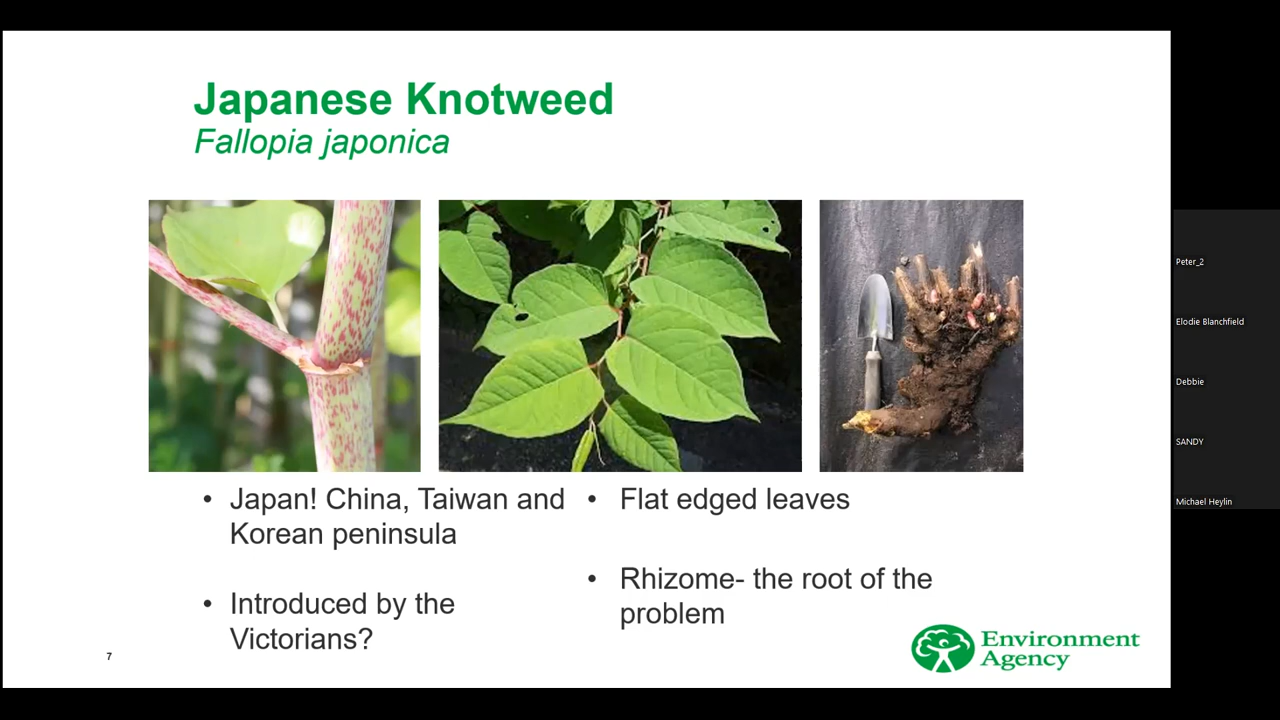 Japanese Knotweed
Fallopia japonica
• Japan! China, Taiwan and
Korean peninsula
• Introduced by the
Victorians?
• Flat edged leaves
• Rhizome- the root of the
problem
7
Environment
Agency
Peter_2
Elodie Blanchfield
Debbie
SANDY
Michael Heylin